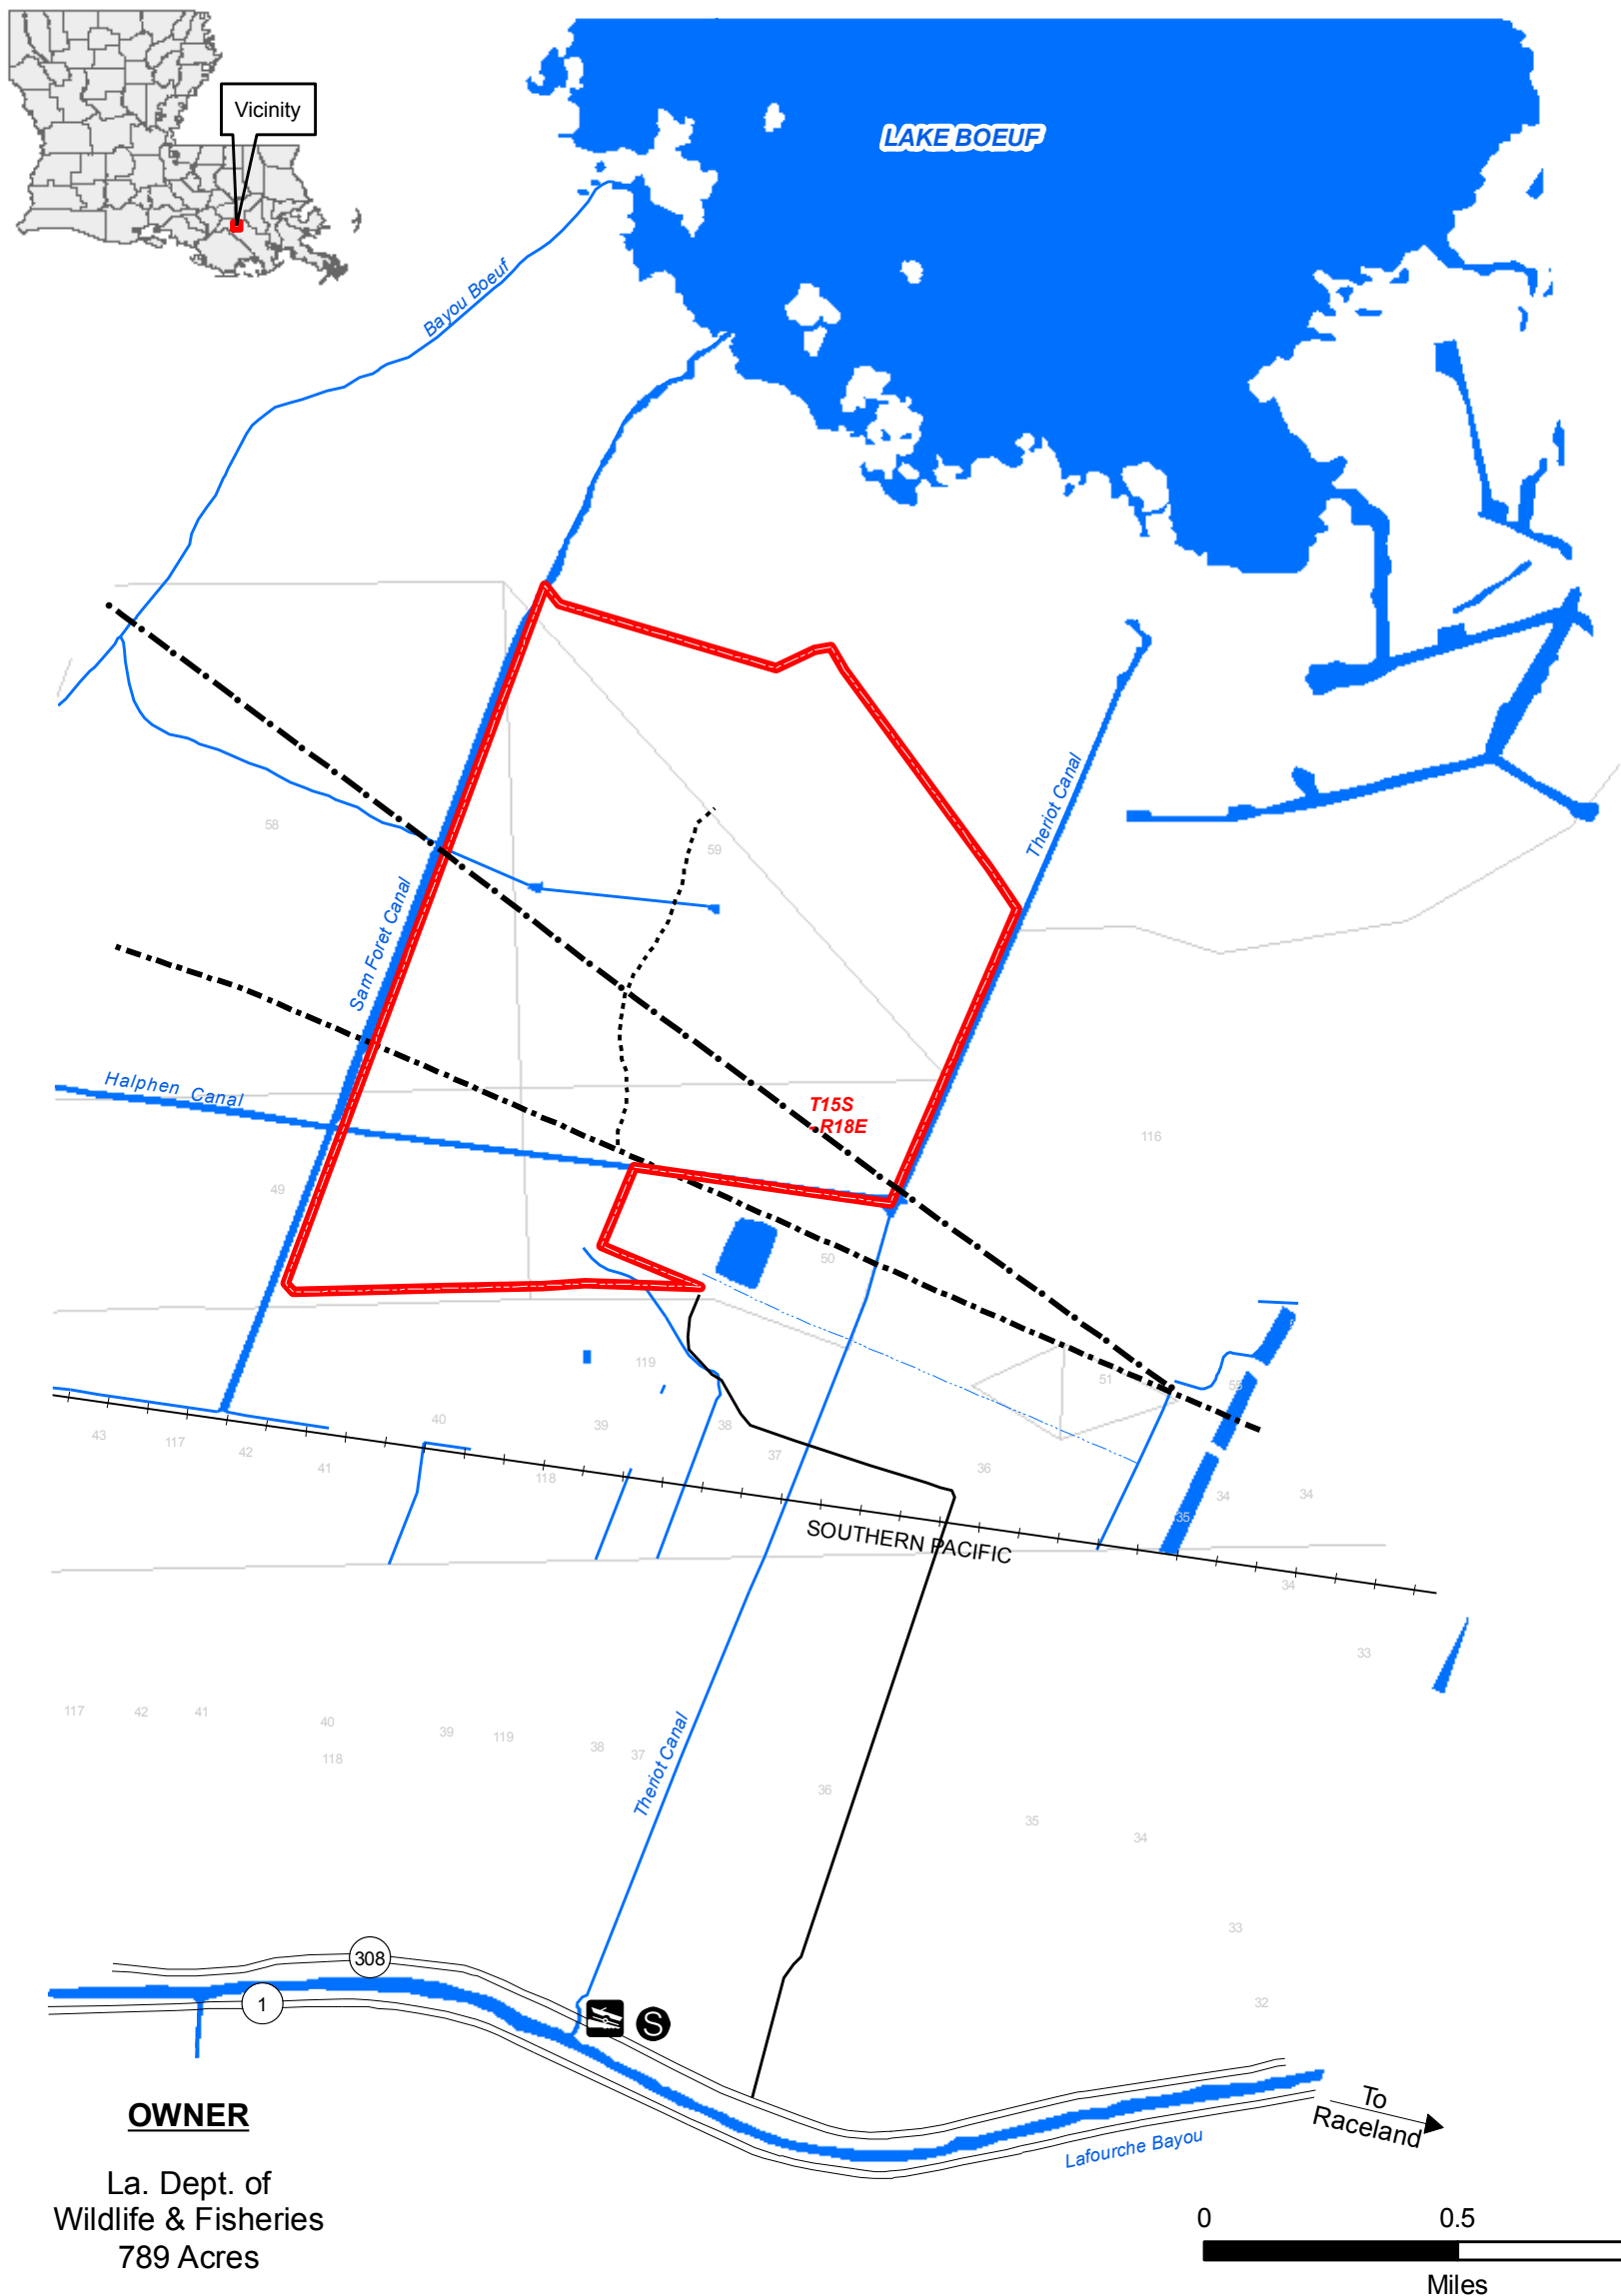 Vicinity
LAKE BOEUF
Bayou Boeuf
58
59
Theriot Canal
Sam Foret Canal
Halphen Canal
T15S
- R18E
116
49
50
119
51
55
40
39
38
37
36
43
117
42
41
118
34
34
35
SOUTHERN PACIFIC
34
33
117
42
41
40
118
39
119
38
37
Theriot Canal
36
35
34
33
32
308
1
S
OWNER
To
Raceland
Lafourche Bayou
La. Dept. of
Wildlife & Fisheries
789 Acres
0
0.5
Miles